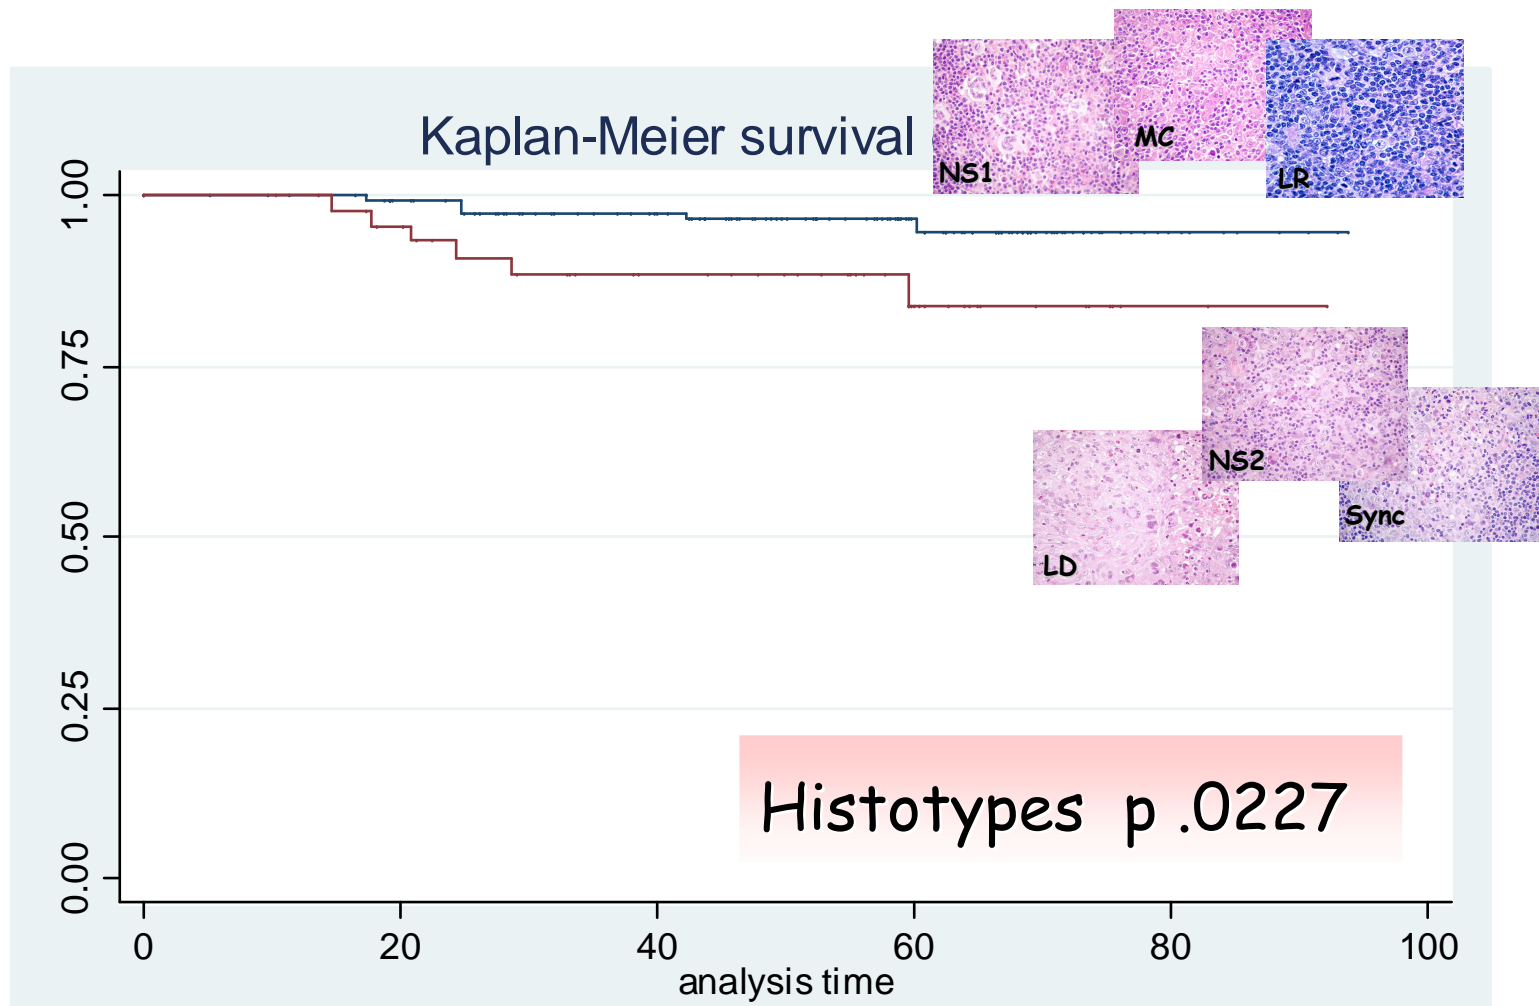 Kaplan-Meier survival
NS1
MC
LR
1.00
0.75
0.50
0.25
0.00
NS2
Sync
LD
Histotypes p .0227
0 20 40 60 80 100
analysis time